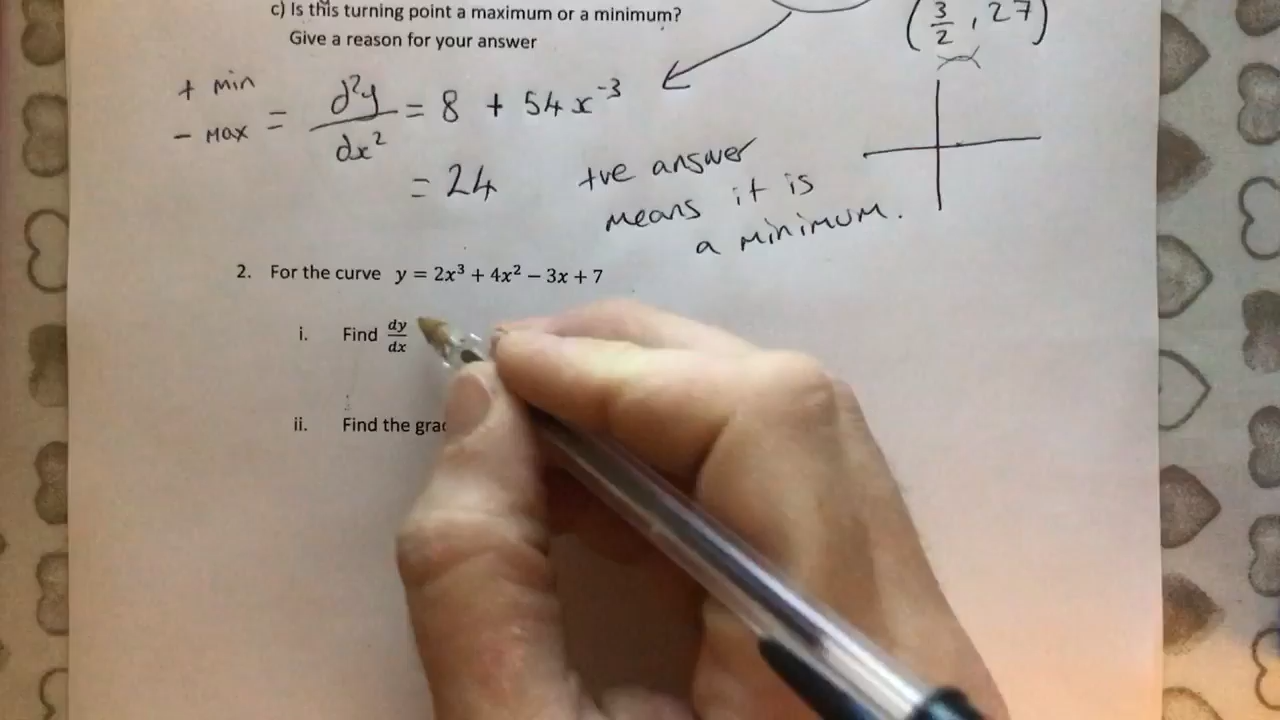 c) Is this turning point a maximum or a minimum?
Give a reason for your answer
(3/2, 27)
+ min
- max = d²y/dx² = 8 + 54x⁻³
= 24
+ve answer
means it is
a minimum.
2. For the curve y = 2x³ + 4x² − 3x + 7
i. Find dy/dx
ii. Find the